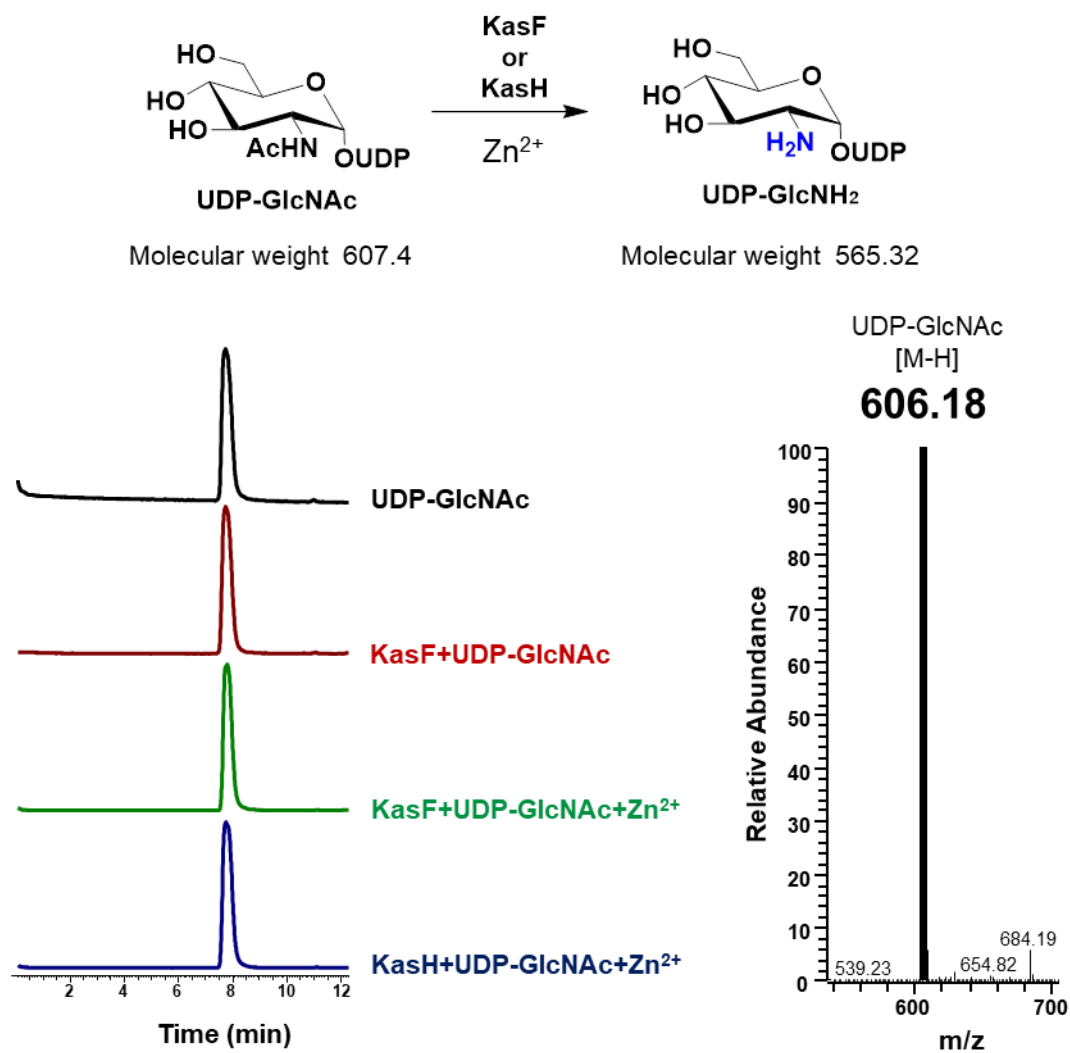 KasF
or
KasH
Zn²⁺
HO
O
HO
HO
AcHN
OUDP
UDP-GlcNAc
Molecular weight 607.4
HO
O
HO
HO
H₂N
OUDP
UDP-GlcNH₂
Molecular weight 565.32
UDP-GlcNAc
KasF+UDP-GlcNAc
KasF+UDP-GlcNAc+Zn²⁺
KasH+UDP-GlcNAc+Zn²⁺
2 4 6 8 10 12
Time (min)
UDP-GlcNAc
[M-H]
606.18
100
90
80
70
60
50
40
30
20
10
0
Relative Abundance
539.23
654.82
684.19
600 700
m/z